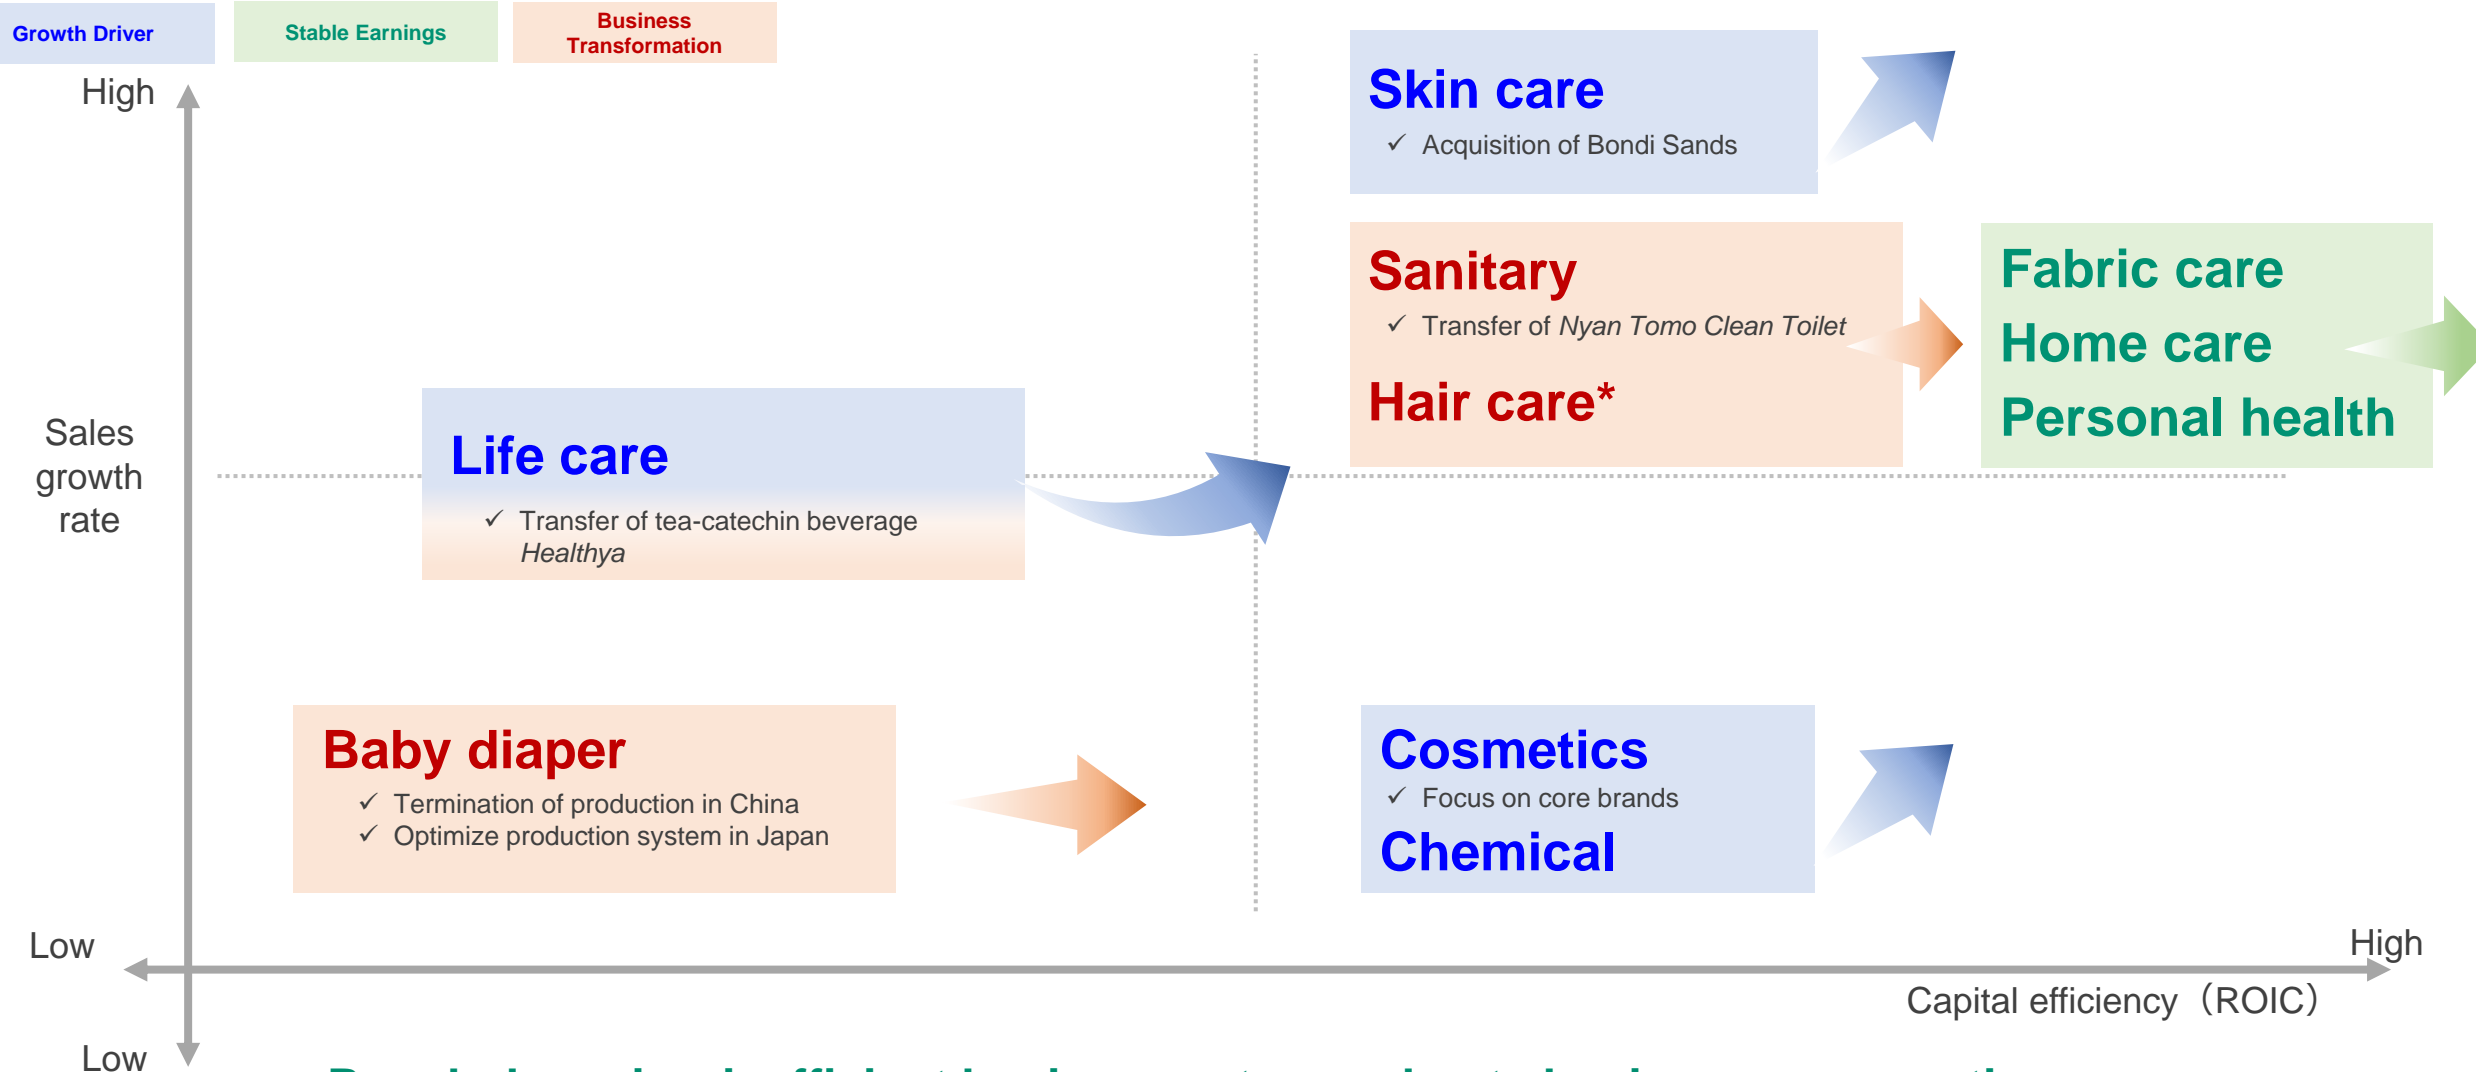 Growth Driver
Stable Earnings
Business
Transformation
High
Skin care
✓ Acquisition of Bondi Sands
Sanitary
✓ Transfer of Nyan Tomo Clean Toilet
Hair care*
Fabric care
Home care
Personal health
Sales
growth
rate
Life care
✓ Transfer of tea-catechin beverage
Healthya
Baby diaper
✓ Termination of production in China
✓ Optimize production system in Japan
Cosmetics
✓ Focus on core brands
Chemical
Low
High
Capital efficiency（ROIC）
Low